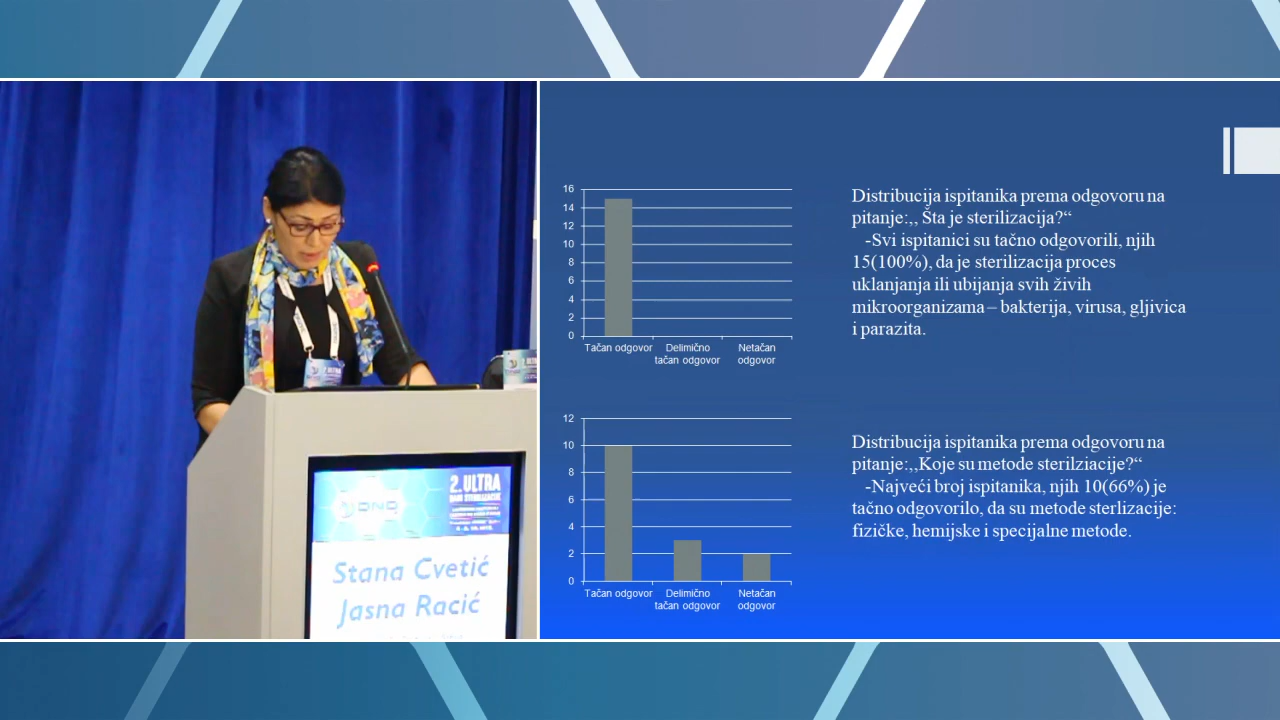 16
14
12
10
8
6
4
2
0
Tačan odgovor
Delimično
tačan odgovor
Netačan
odgovor
Distribucija ispitanika prema odgovoru na
pitanje:,, Šta je sterilizacija?“
-Svi ispitanici su tačno odgovorili, njih
15(100%), da je sterilizacija proces
uklanjanja ili ubijanja svih živih
mikroorganizama – bakterija, virusa, gljivica
i parazita.
12
10
8
6
4
2
0
Tačan odgovor
Delimično
tačan odgovor
Netačan
odgovor
Distribucija ispitanika prema odgovoru na
pitanje:,,Koje su metode sterilziacije?“
-Najveći broj ispitanika, njih 10(66%) je
tačno odgovorilo, da su metode sterlizacije:
fizičke, hemijske i specijalne metode.
2. ULTRA
Stana Cvetić
Jasna Racić